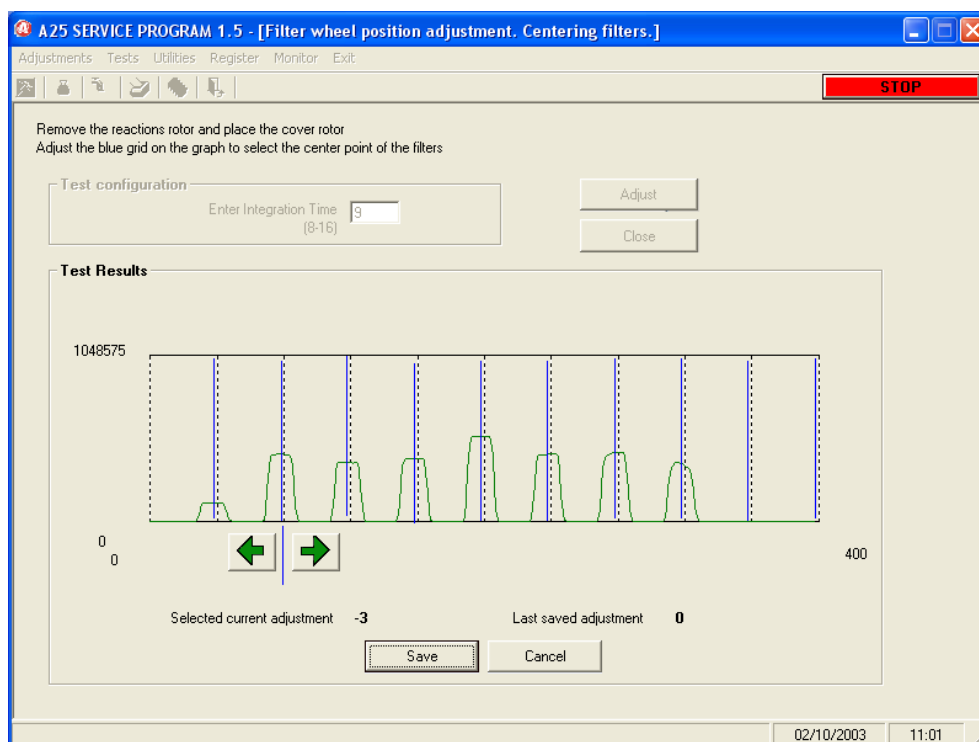 A25 SERVICE PROGRAM 1.5 - [Filter wheel position adjustment. Centering filters.]
Adjustments Tests Utilities Register Monitor Exit
STOP
Remove the reactions rotor and place the cover rotor
Adjust the blue grid on the graph to select the center point of the filters
Test configuration
Enter Integration Time 9
(8-16)
Adjust
Close
Test Results
1048575
0
0
400
Selected current adjustment -3 Last saved adjustment 0
Save Cancel
02/10/2003 11:01